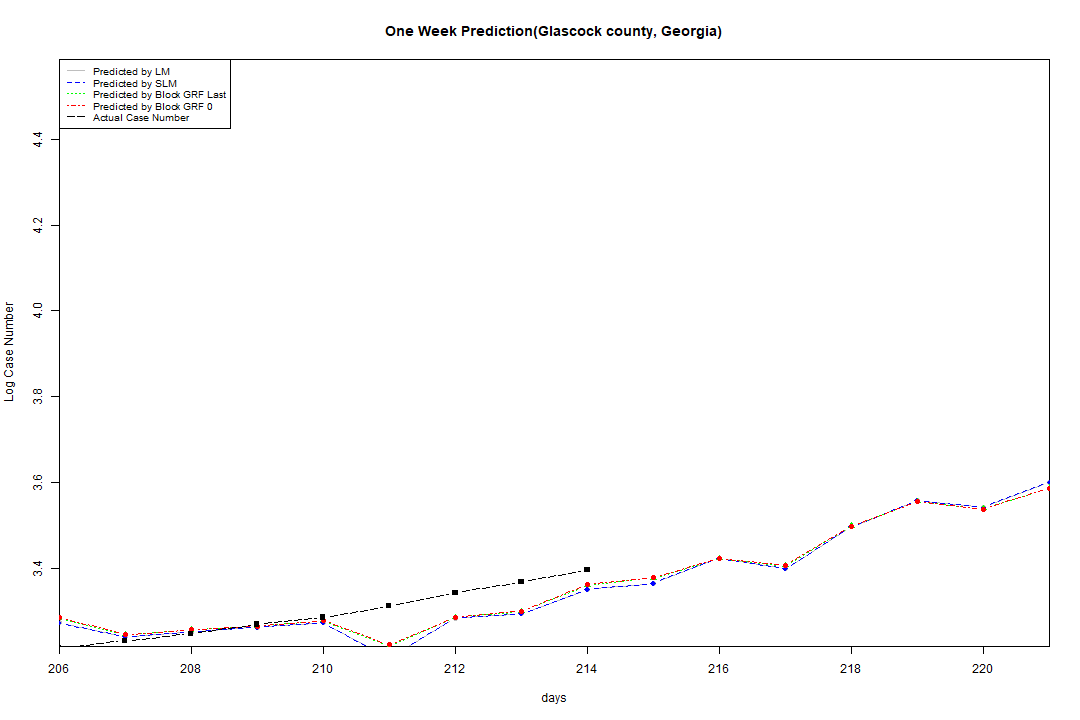 One Week Prediction(Glascock county, Georgia)
Predicted by LM
Predicted by SLM
Predicted by Block GRF Last
Predicted by Block GRF 0
Actual Case Number
4.4
4.2
4.0
3.8
3.6
3.4
Log Case Number
206 208 210 212 214 216 218 220
days